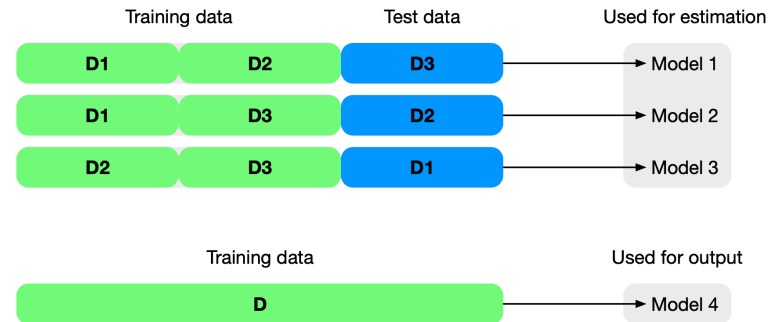 Training data Test data Used for estimation
D1 D2 D3 Model 1
D1 D3 D2 Model 2
D2 D3 D1 Model 3
Training data Used for output
D Model 4